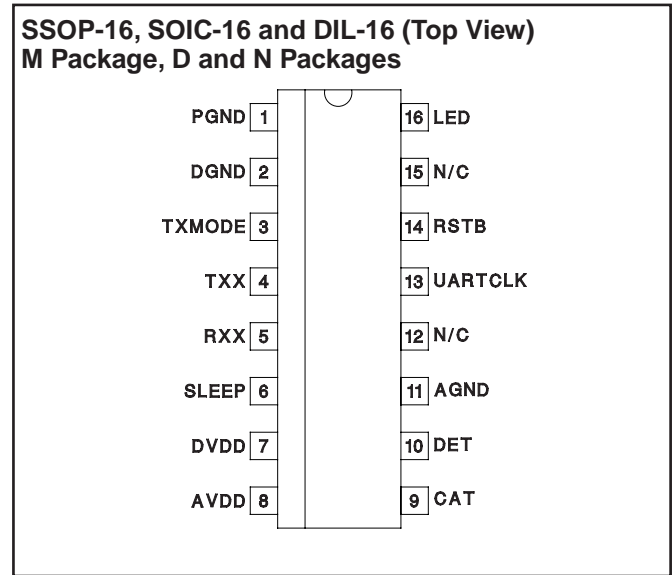 SSOP-16, SOIC-16 and DIL-16 (Top View)
M Package, D and N Packages
PGND 1 16 LED
DGND 2 15 N/C
TXMODE 3 14 RSTB
TXX 4 13 UARTCLK
RXX 5 12 N/C
SLEEP 6 11 AGND
DVDD 7 10 DET
AVDD 8 9 CAT